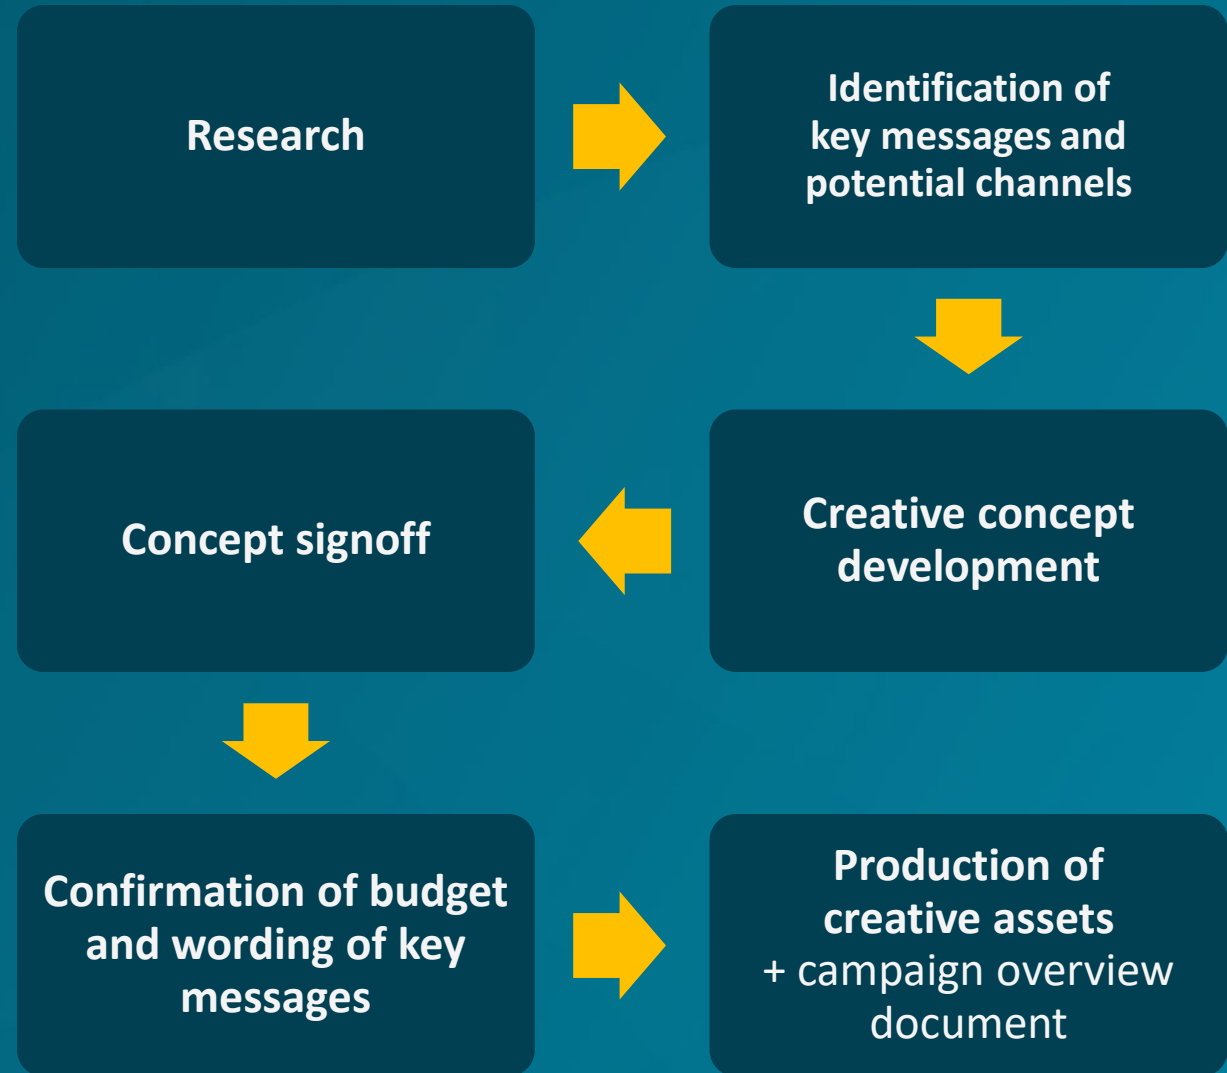 Research
Identification of
key messages and
potential channels
Creative concept
development
Concept signoff
Confirmation of budget
and wording of key
messages
Production of
creative assets
+ campaign overview
document